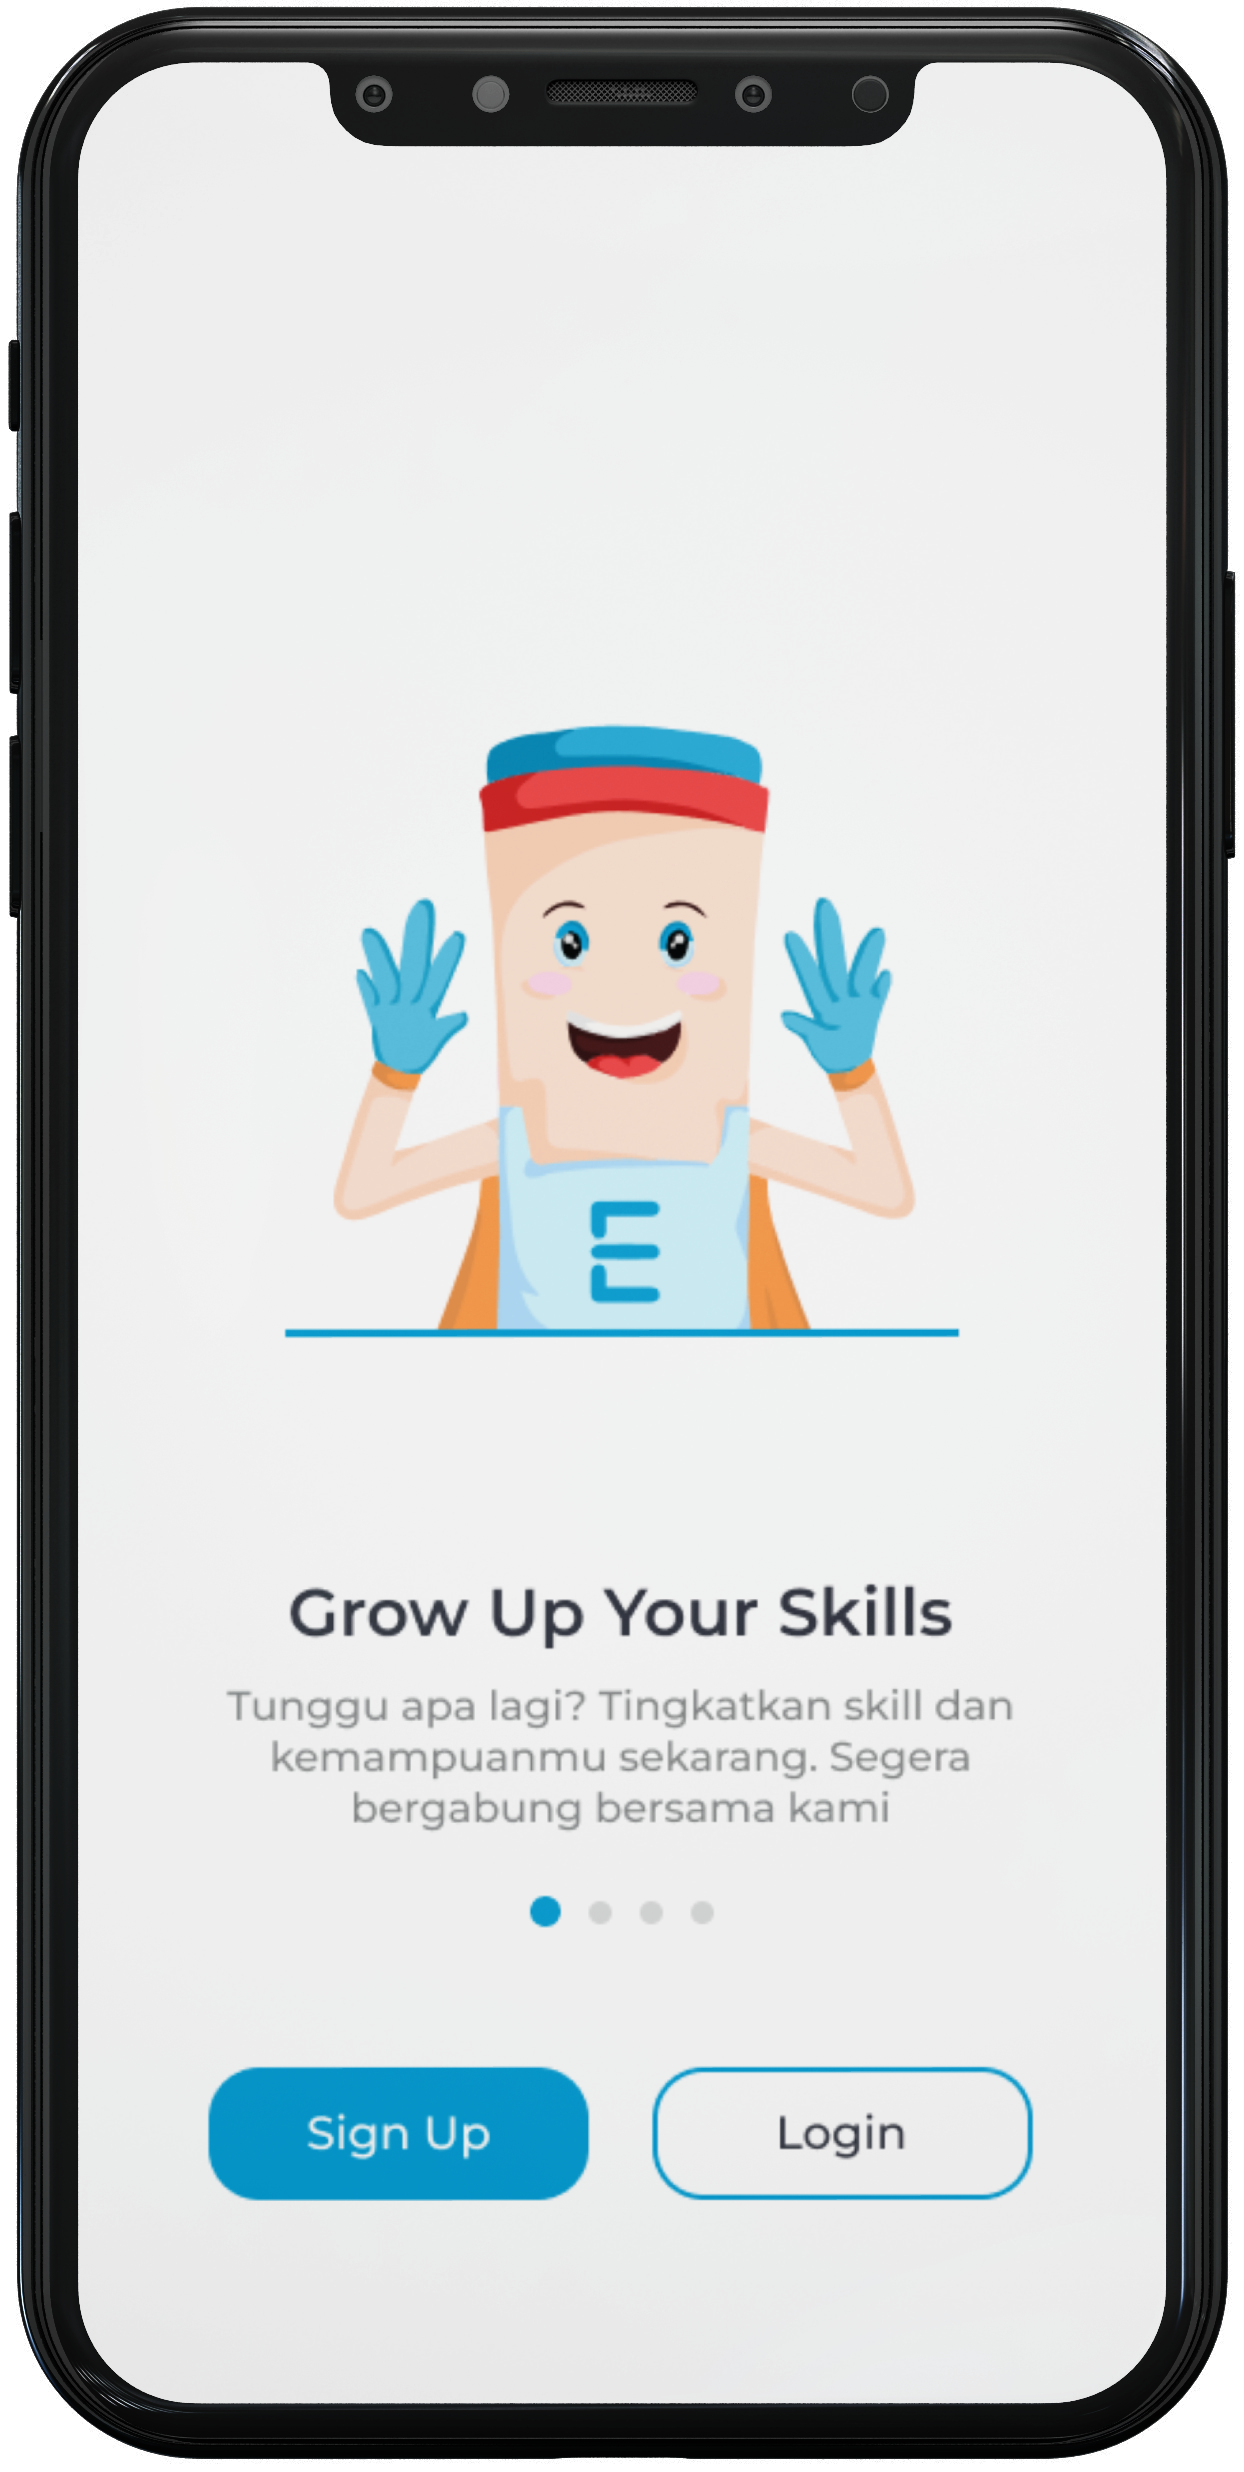 E
Grow Up Your Skills
Tunggu apa lagi? Tingkatkan skill dan
kemampuanmu sekarang. Segera
bergabung bersama kami
Sign Up
Login